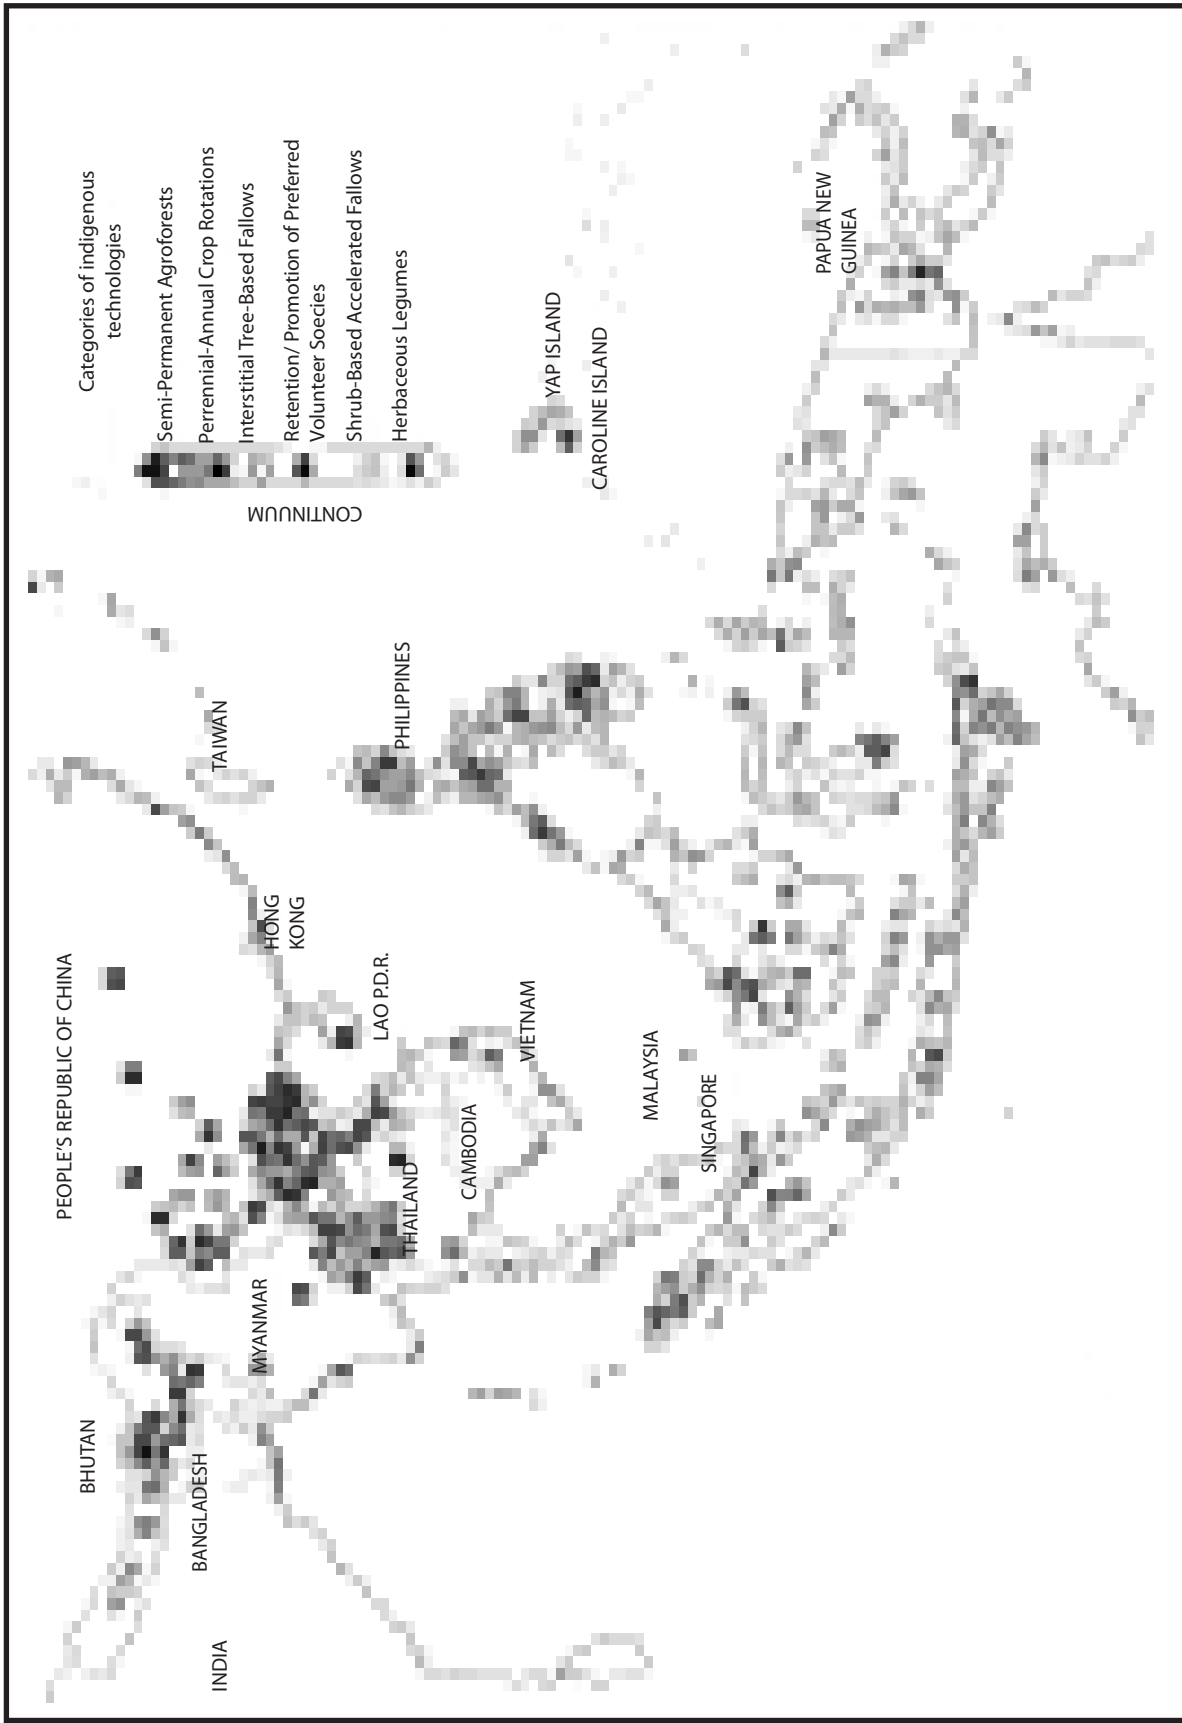 Categories of indigenous
technologies
Semi-Permanent Agroforests
Perrennial-Annual Crop Rotations
Interstitial Tree-Based Fallows
Retention/ Promotion of Preferred
Volunteer Soecies
Shrub-Based Accelerated Fallows
Herbaceous Legumes
CONTINUUM
PEOPLE'S REPUBLIC OF CHINA
BHUTAN
INDIA
BANGLADESH
MYANMAR
TAIWAN
HONG
KONG
LAO P.D.R.
THAILAND
CAMBODIA
VIETNAM
PHILIPPINES
YAP ISLAND
CAROLINE ISLAND
MALAYSIA
SINGAPORE
PAPUA NEW
GUINEA